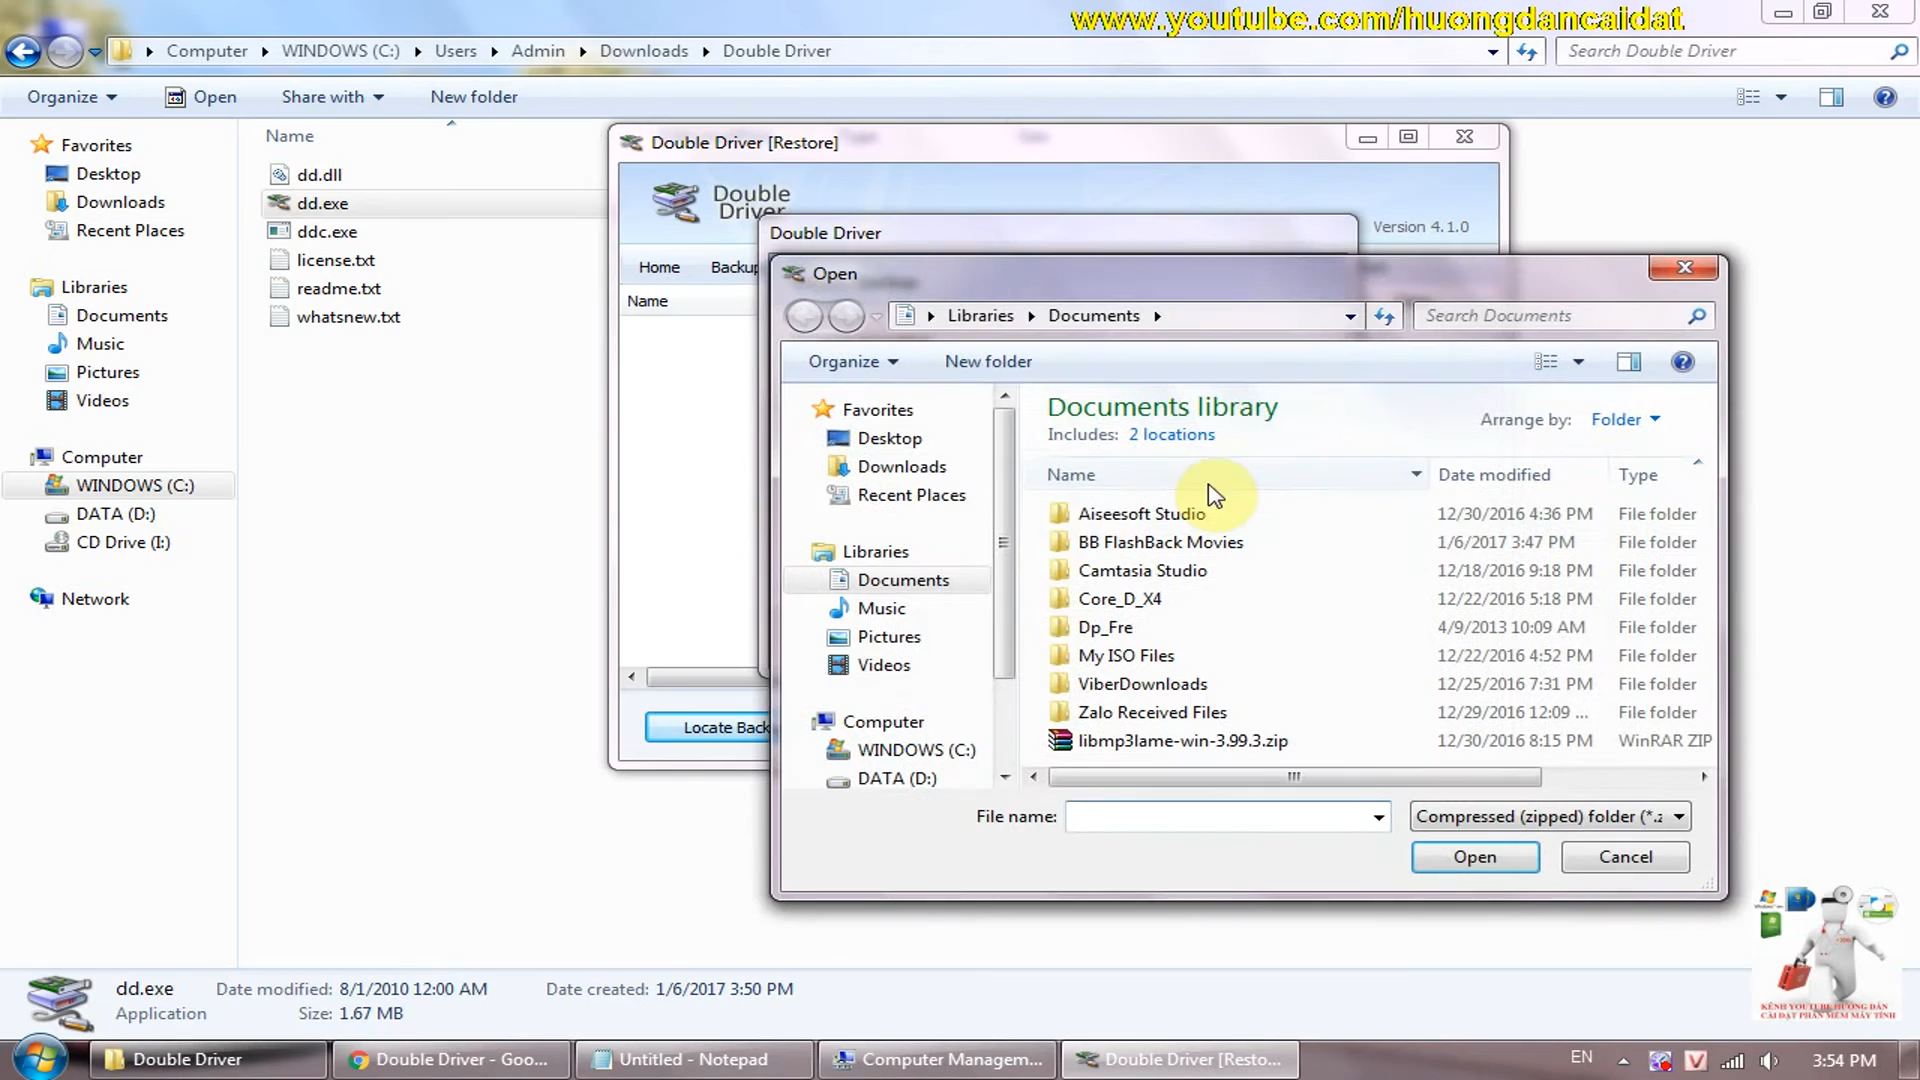 www.youtube.com/huongdancaidat
Computer WINDOWS (C:) Users Admin Downloads Double Driver
Search Double Driver
Organize Open Share with New folder
Favorites
Desktop
Downloads
Recent Places
Libraries
Documents
Music
Pictures
Videos
Computer
WINDOWS (C:)
DATA (D:)
CD Drive (I:)
Network
Name
dd.dll
dd.exe
ddc.exe
license.txt
readme.txt
whatsnew.txt
Double Driver [Restore]
Double
Driver
Version 4.1.0
Home Backup
Name
Locate Back
Double Driver
Open
Libraries Documents
Search Documents
Organize New folder
Favorites
Desktop
Downloads
Recent Places
Libraries
Documents
Music
Pictures
Videos
Computer
WINDOWS (C:)
DATA (D:)
Documents library
Includes: 2 locations
Arrange by: Folder
Name Date modified Type
Aiseesoft Studio 12/30/2016 4:36 PM File folder
BB FlashBack Movies 1/6/2017 3:47 PM File folder
Camtasia Studio 12/18/2016 9:18 PM File folder
Core_D_X4 12/22/2016 5:18 PM File folder
Dp_Fre 4/9/2013 10:09 AM File folder
My ISO Files 12/22/2016 4:52 PM File folder
ViberDownloads 12/25/2016 7:31 PM File folder
Zalo Received Files 12/29/2016 12:09 ... File folder
libmp3lame-win-3.99.3.zip 12/30/2016 8:15 PM WinRAR ZIP
File name:
Compressed (zipped) folder (*.z
Open Cancel
dd.exe Date modified: 8/1/2010 12:00 AM Date created: 1/6/2017 3:50 PM
Application Size: 1.67 MB
KÊNH YOUTUBE HƯỚNG DẪN
CÀI ĐẶT PHẦN MỀM MÁY TÍNH
Double Driver
Double Driver - Goo...
Untitled - Notepad
Computer Managem...
Double Driver [Resto...
EN
3:54 PM